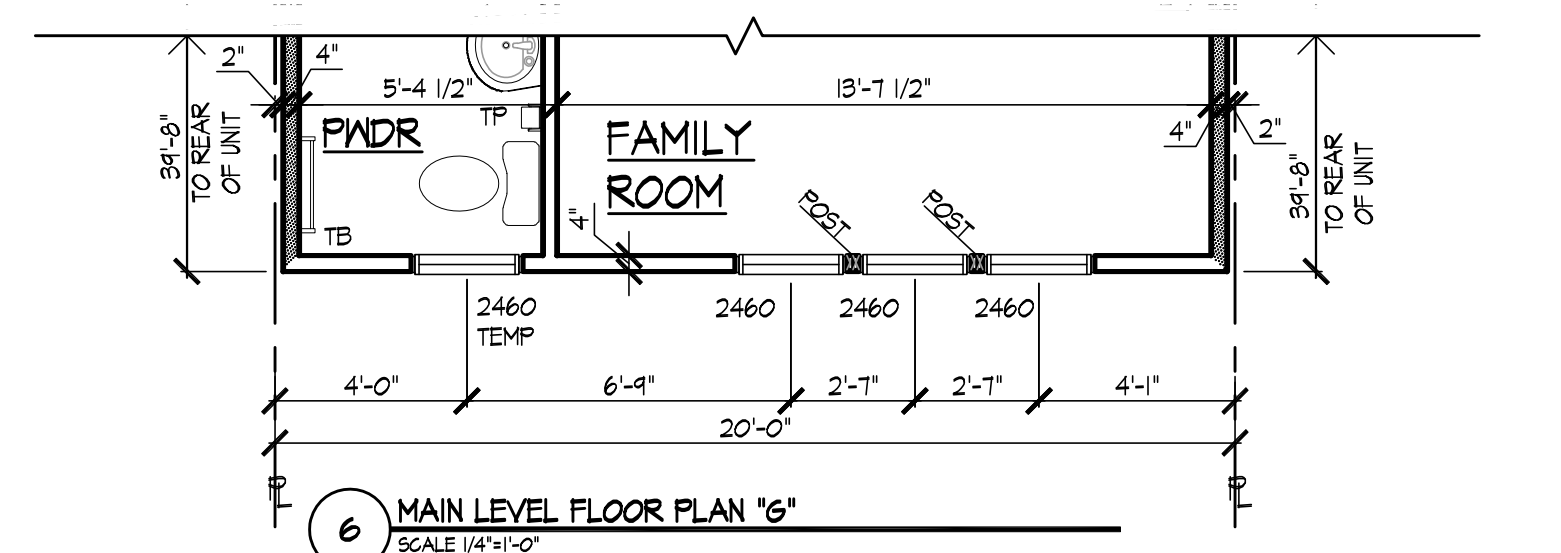 2"
4"
5'-4 1/2"
13'-7 1/2"
TP
PWDR
FAMILY
ROOM
4"
2"
39'-8"
TO REAR
OF UNIT
39'-8"
TO REAR
OF UNIT
4"
POST
POST
TB
2460
TEMP
2460
2460
2460
4'-0"
6'-9"
2'-7"
2'-7"
4'-1"
20'-0"
6
MAIN LEVEL FLOOR PLAN "G"
SCALE 1/4"=1'-0"